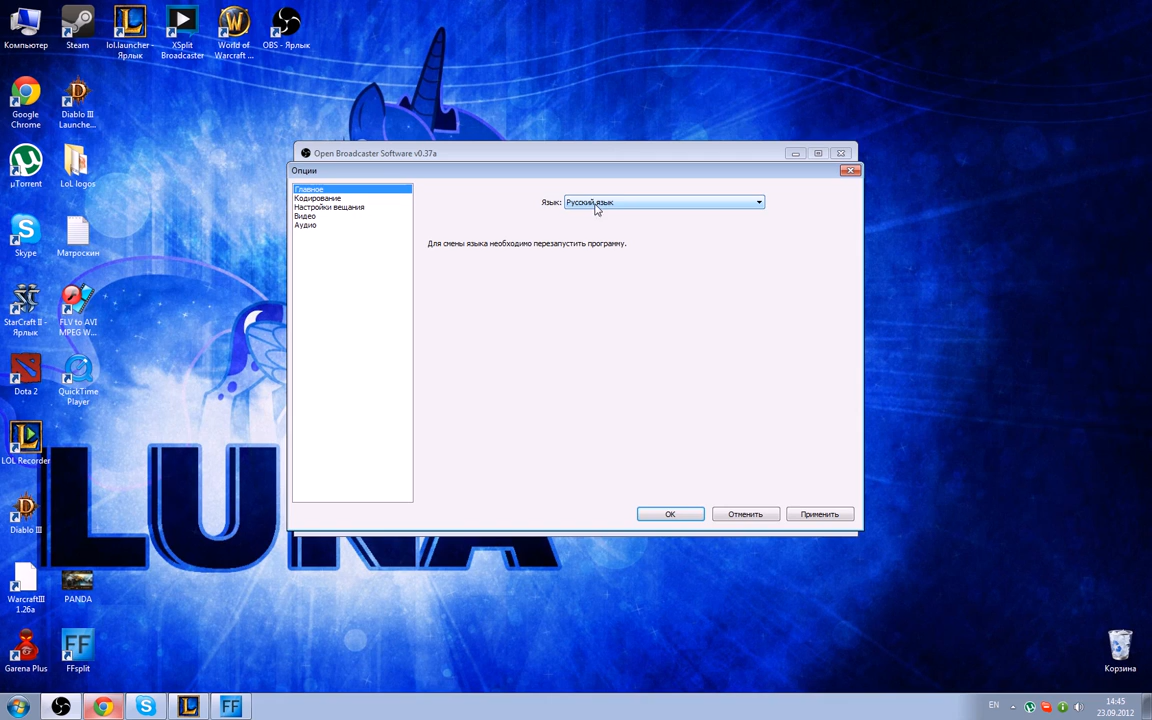 Компьютер
Steam
lol.launcher -
Ярлык
XSplit
Broadcaster
World of
Warcraft ...
OBS - Ярлык
Google
Chrome
Diablo III
Launche...
µTorrent
LoL logos
Skype
Матроскин
StarCraft II -
Ярлык
FLV to AVI
MPEG W...
Dota 2
QuickTime
Player
LOL Recorder
Diablo III
WarcraftIII
1.26a
PANDA
Garena Plus
FFsplit
Корзина
LUNA
Open Broadcaster Software v0.37a
Опции
Главное
Кодирование
Настройки вещания
Видео
Аудио
Язык:
Русский язык
Для смены языка необходимо перезапустить программу.
OK
Отменить
Применить
FF
EN
14:45
23.09.2012